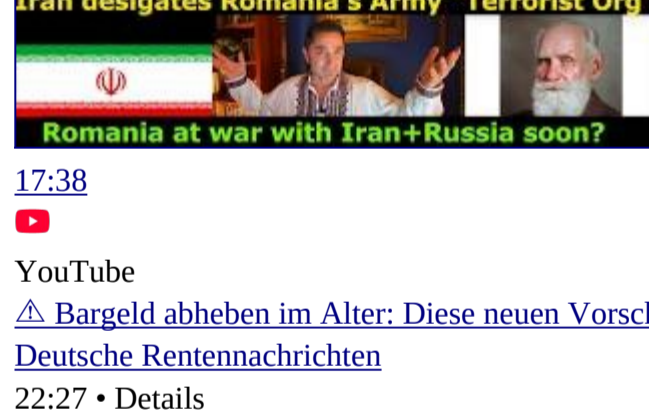 Iran desigates Romania's Army "Terrorist Org
Romania at war with Iran+Russia soon?
17:38
YouTube
⚠ Bargeld abheben im Alter: Diese neuen
Deutsche Rentennachrichten
22:27 • Details